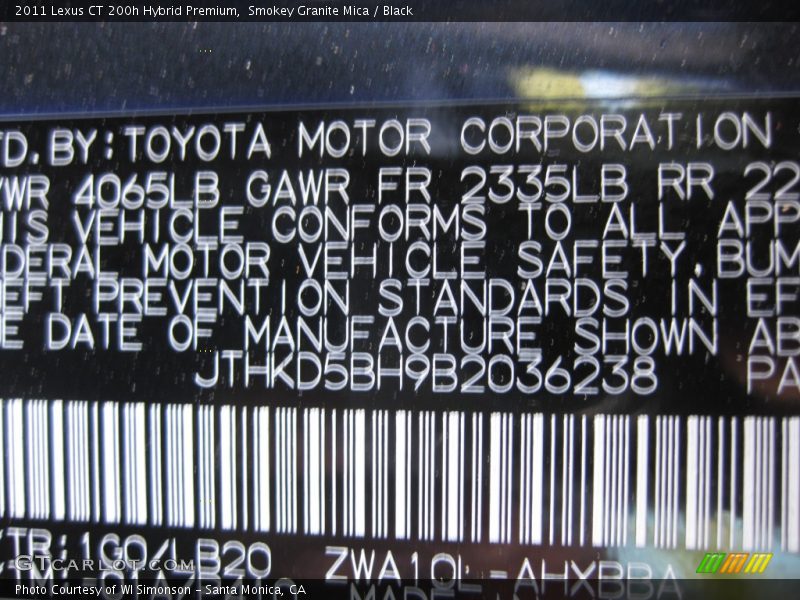 2011 Lexus CT 200h Hybrid Premium,  Smokey Granite Mica / Black
TD.BY:TOYOTA MOTOR CORPORATION
VWR 4065LB GAWR FR 2335LB RR 22
IS VEHICLE CONFORMS TO ALL APP
DERAL MOTOR VEHICLE SAFETY,BUM
EFT PREVENTION STANDARDS IN EF
E DATE OF MANUFACTURE SHOWN AB
JTHKD5BH9B2036238 PA
/TR:1G0/LB20 ZWA10L-AHXBBA
GTCarLot.com
MADE
Photo Courtesy of WI Simonson – Santa Monica, CA